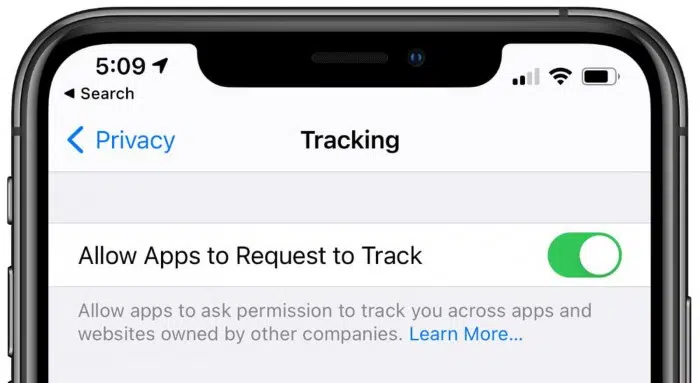 5:09
Search
Privacy
Tracking
Allow Apps to Request to Track
Allow apps to ask permission to track you across apps and
websites owned by other companies. Learn More...